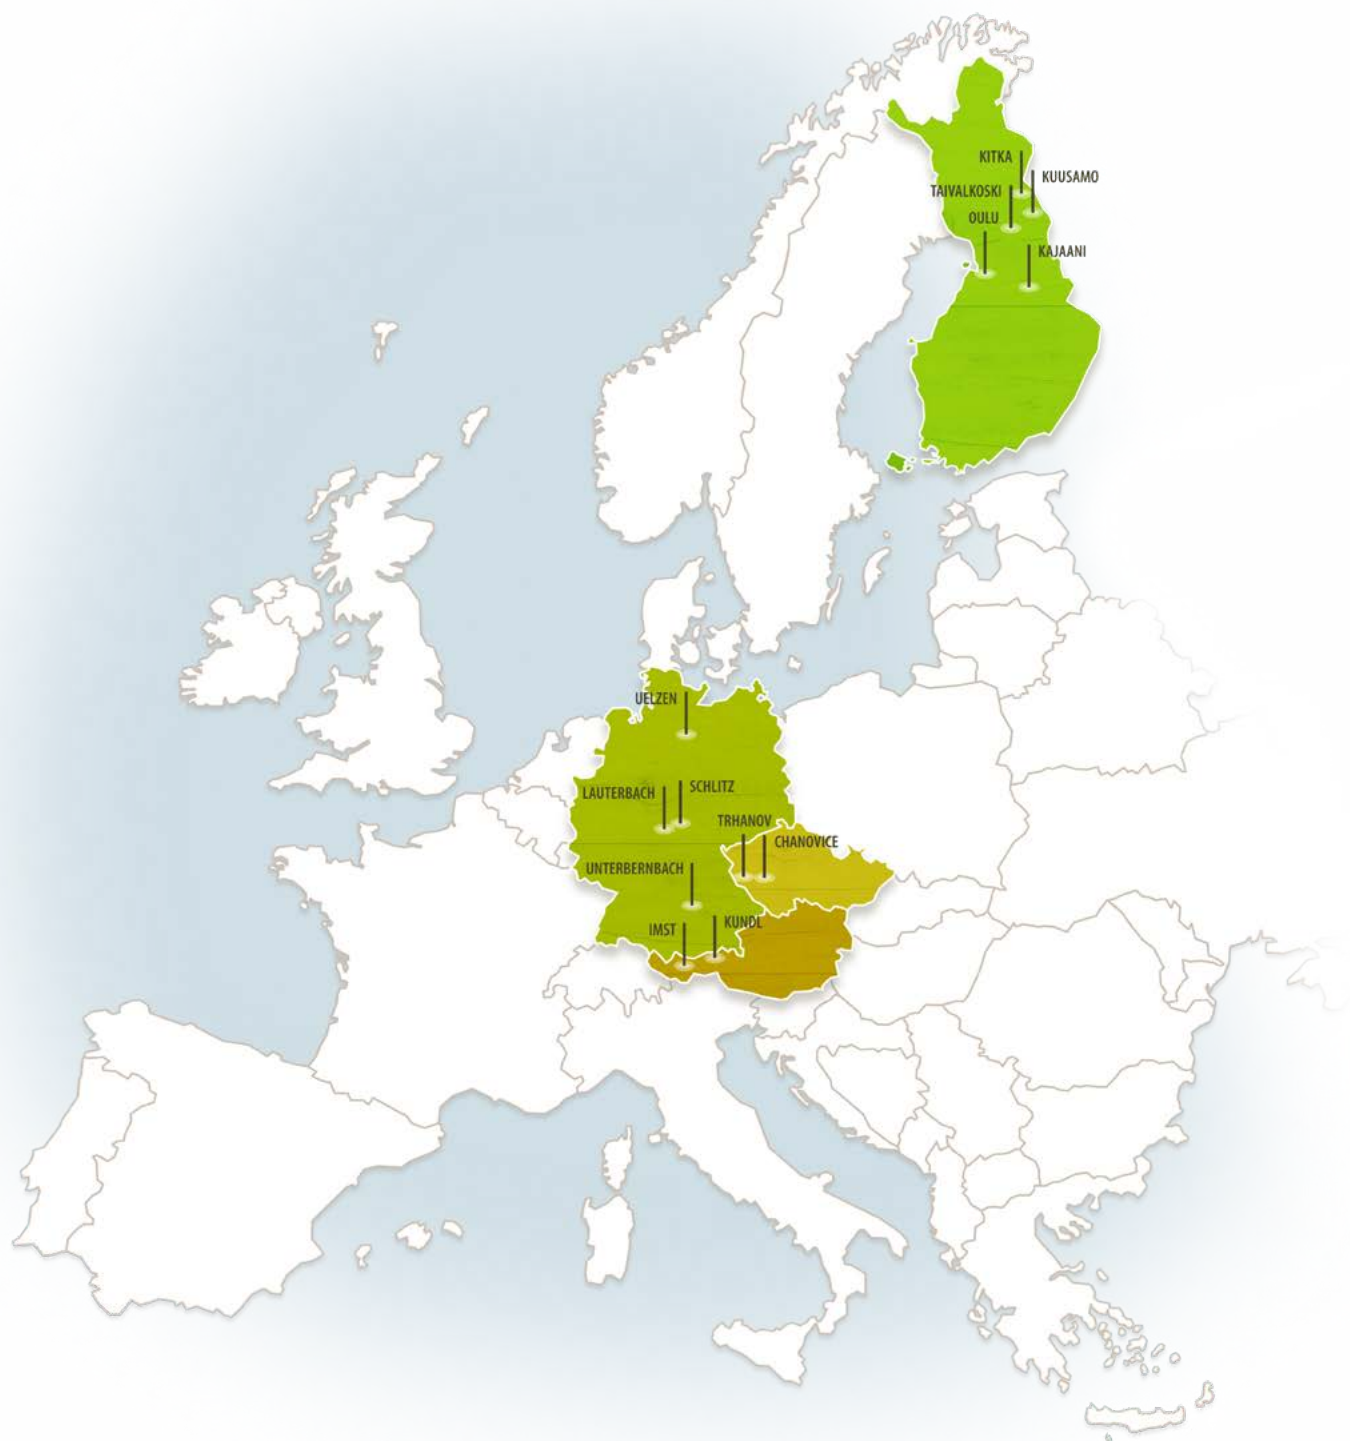 KITKA
KUUSAMO
TAIVALKOSKI
OULU
KAJAANI
UELZEN
SCHLITZ
LAUTERBACH
TRHANOV
CHANOVICE
UNTERBERNBACH
KUNDL
IMST